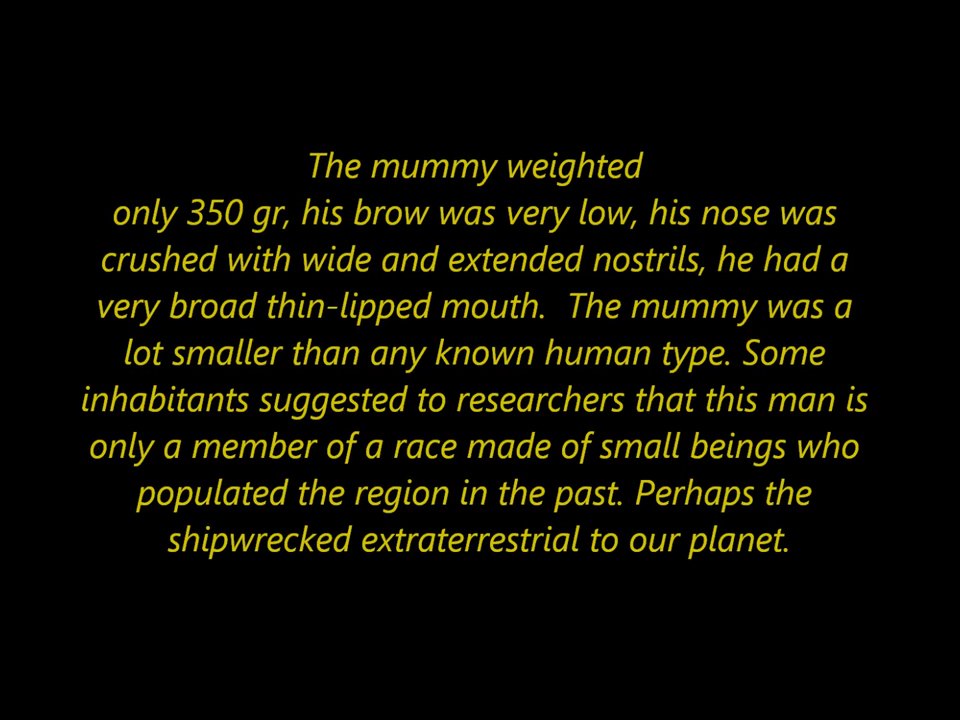 The mummy weighted
only 350 gr, his brow was very low, his nose was
crushed with wide and extended nostrils, he had a
very broad thin-lipped mouth.  The mummy was a
lot smaller than any known human type. Some
inhabitants suggested to researchers that this man is
only a member of a race made of small beings who
populated the region in the past. Perhaps the
shipwrecked extraterrestrial to our planet.